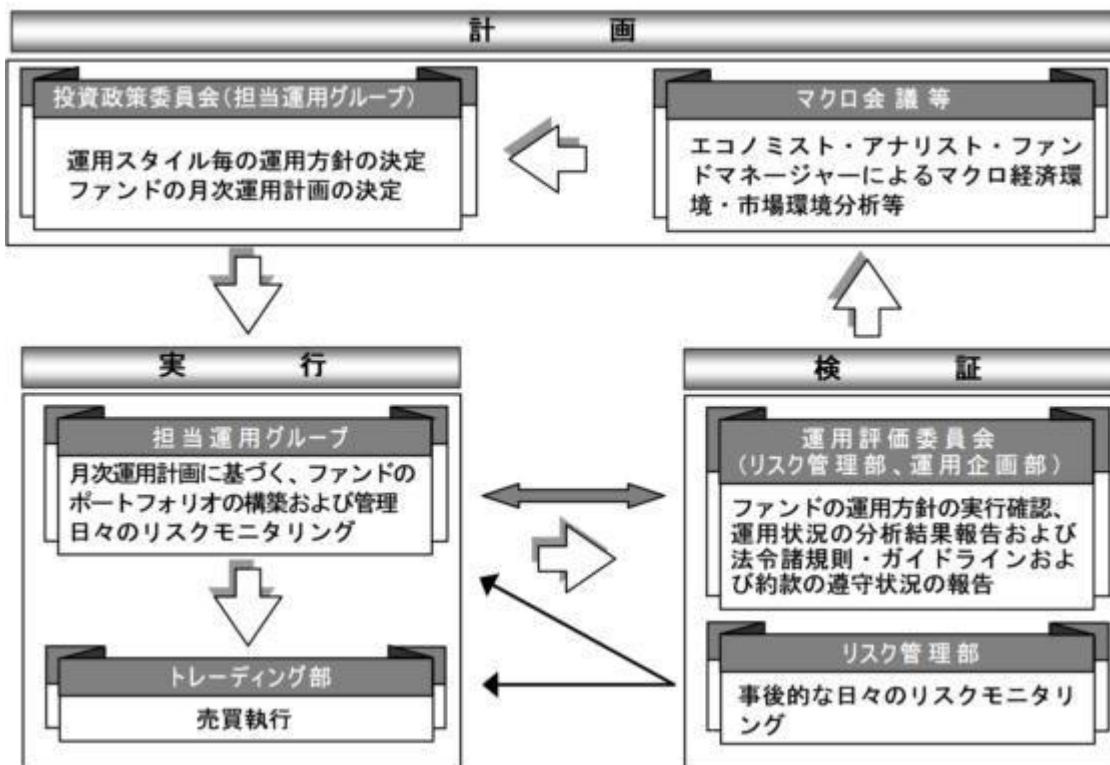 計画
投資政策委員会(担当運用グループ)
運用スタイル毎の運用方針の決定
ファンドの月次運用計画の決定
マクロ会議等
エコノミスト・アナリスト・ファン
ドマネージャーによるマクロ経済環
境・市場環境分析等
実行
担当運用グループ
月次運用計画に基づく、ファンドの
ポートフォリオの構築および管理
日々のリスクモニタリング
トレーディング部
売買執行
検証
運用評価委員会
(リスク管理部、運用企画部)
ファンドの運用方針の実行確認、
運用状況の分析結果報告および
法令諸規則・ガイドラインおよ
び約款の遵守状況の報告
リスク管理部
事後的な日々のリスクモニタリ
ング